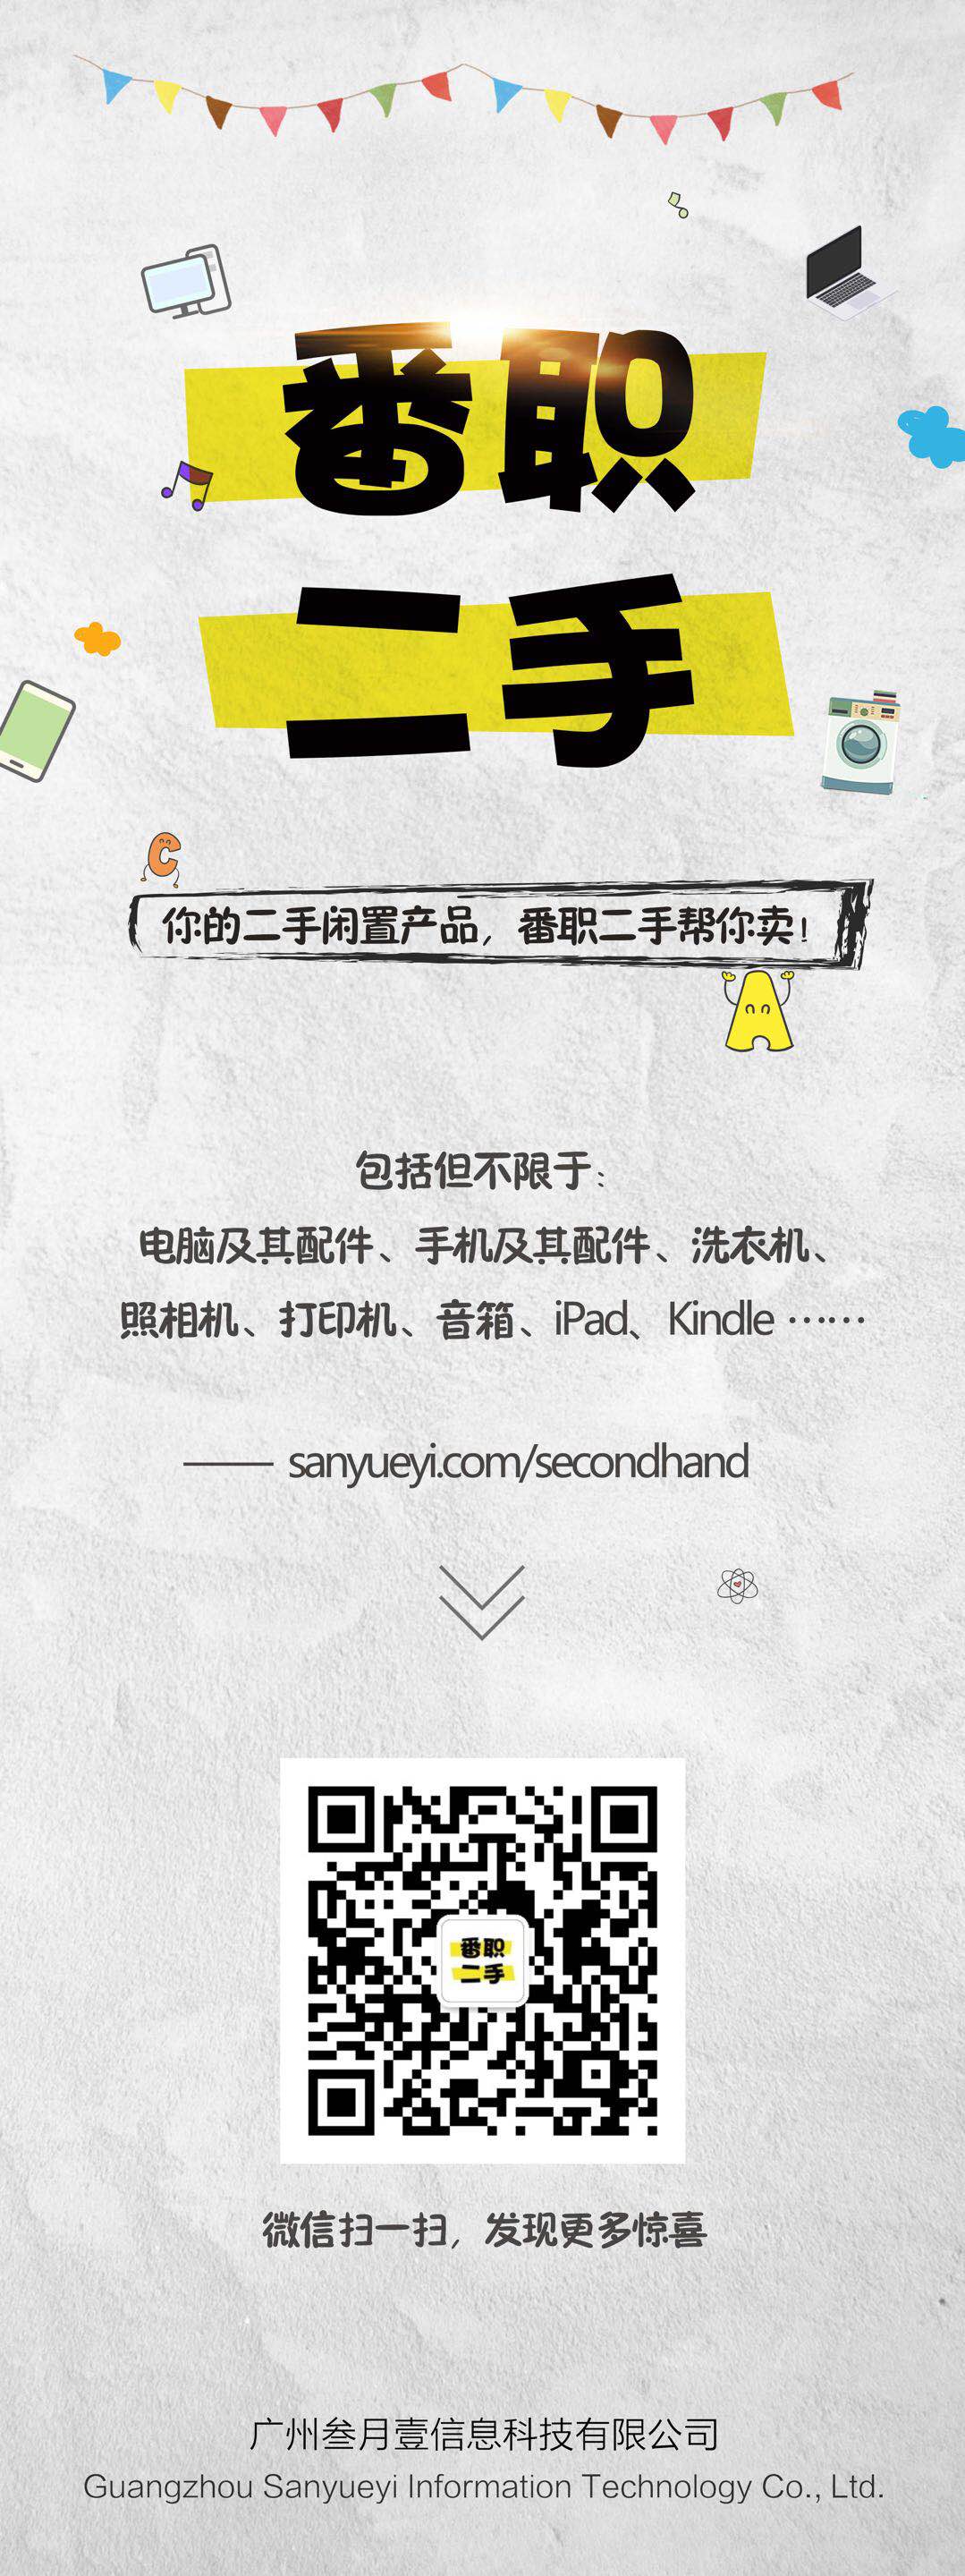 番职
二手
你的二手闲置产品，番职二手帮你卖！
包括但不限于：
电脑及其配件、手机及其配件、洗衣机、
照相机、打印机、音箱、iPad、Kindle ……
—— sanyueyi.com/secondhand
番职
二手
微信扫一扫，发现更多惊喜
广州叁月壹信息科技有限公司
Guangzhou Sanyueyi Information Technology Co., Ltd.